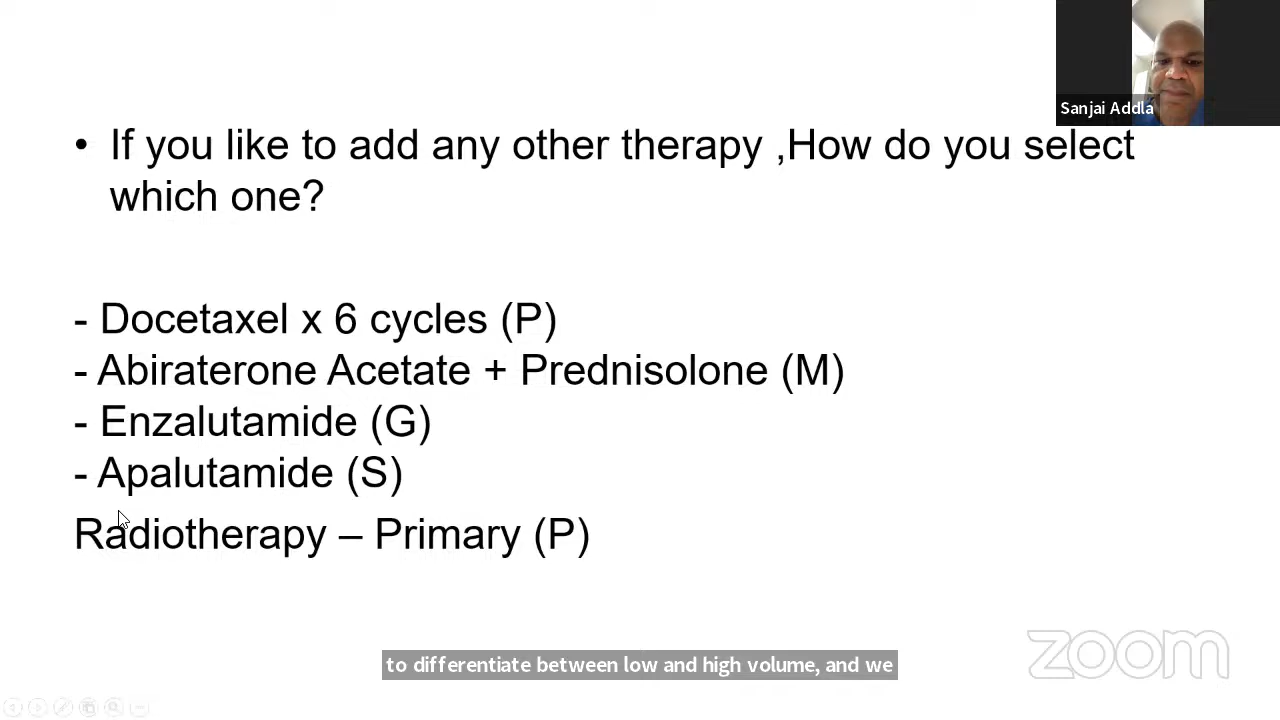 Sanjai Addla
• If you like to add any other therapy ,How do you select
which one?
- Docetaxel x 6 cycles (P)
- Abiraterone Acetate + Prednisolone (M)
- Enzalutamide (G)
- Apalutamide (S)
Radiotherapy – Primary (P)
zoom
to differentiate between low and high volume, and we